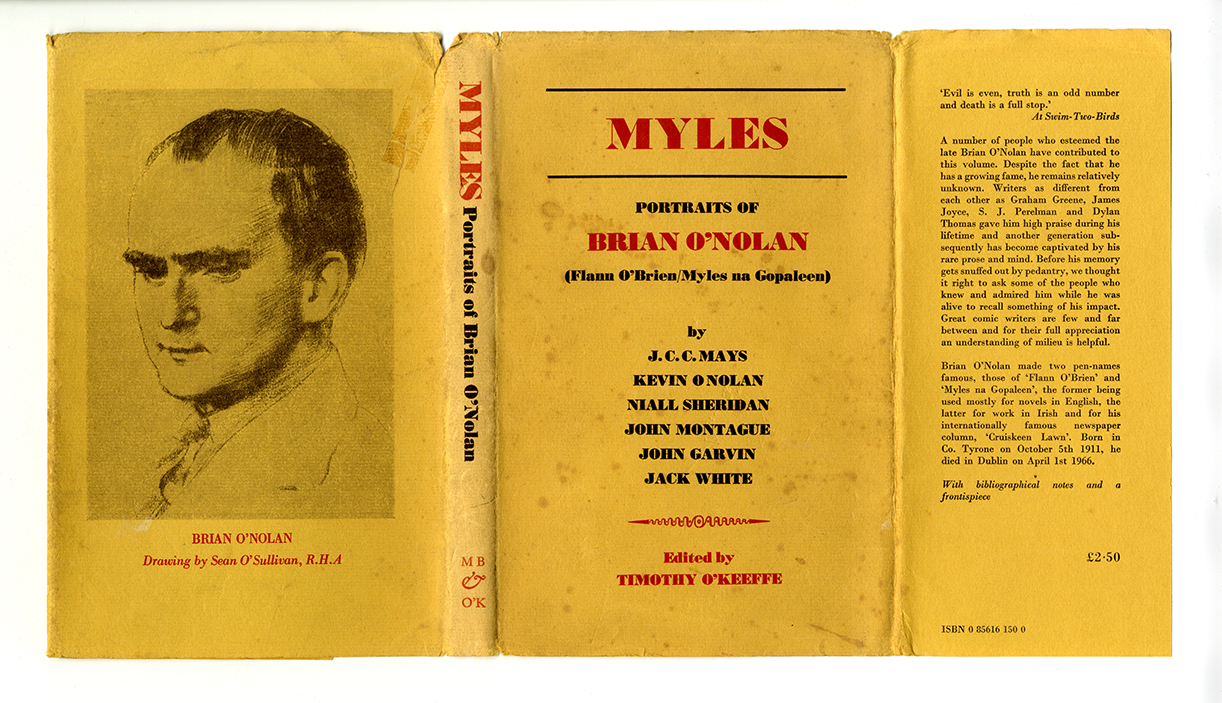 BRIAN O'NOLAN
Drawing by Sean O'Sullivan, R.H.A
MYLES Portraits of Brian O'Nolan
M B
&
O'K
MYLES
PORTRAITS OF
BRIAN O'NOLAN
(Flann O'Brien/Myles na Gopaleen)
by
J. C. C. MAYS
KEVIN O NOLAN
NIALL SHERIDAN
JOHN MONTAGUE
JOHN GARVIN
JACK WHITE
Edited by
TIMOTHY O'KEEFFE
'Evil is even, truth is an odd number
and death is a full stop.'
At Swim-Two-Birds
A number of people who esteemed the
late Brian O'Nolan have contributed to
this volume. Despite the fact that he
has a growing fame, he remains relatively
unknown. Writers as different from
each other as Graham Greene, James
Joyce, S. J. Perelman and Dylan
Thomas gave him high praise during his
lifetime and another generation sub-
sequently has become captivated by his
rare prose and mind. Before his memory
gets snuffed out by pedantry, we thought
it right to ask some of the people who
knew and admired him while he was
alive to recall something of his impact.
Great comic writers are few and far
between and for their full appreciation
an understanding of milieu is helpful.
Brian O'Nolan made two pen-names
famous, those of 'Flann O'Brien' and
'Myles na Gopaleen', the former being
used mostly for novels in English, the
latter for work in Irish and for his
internationally famous newspaper
column, 'Cruiskeen Lawn'. Born in
Co. Tyrone on October 5th 1911, he
died in Dublin on April 1st 1966.
With bibliographical notes and a
frontispiece
£2·50
ISBN 0 85616 150 0